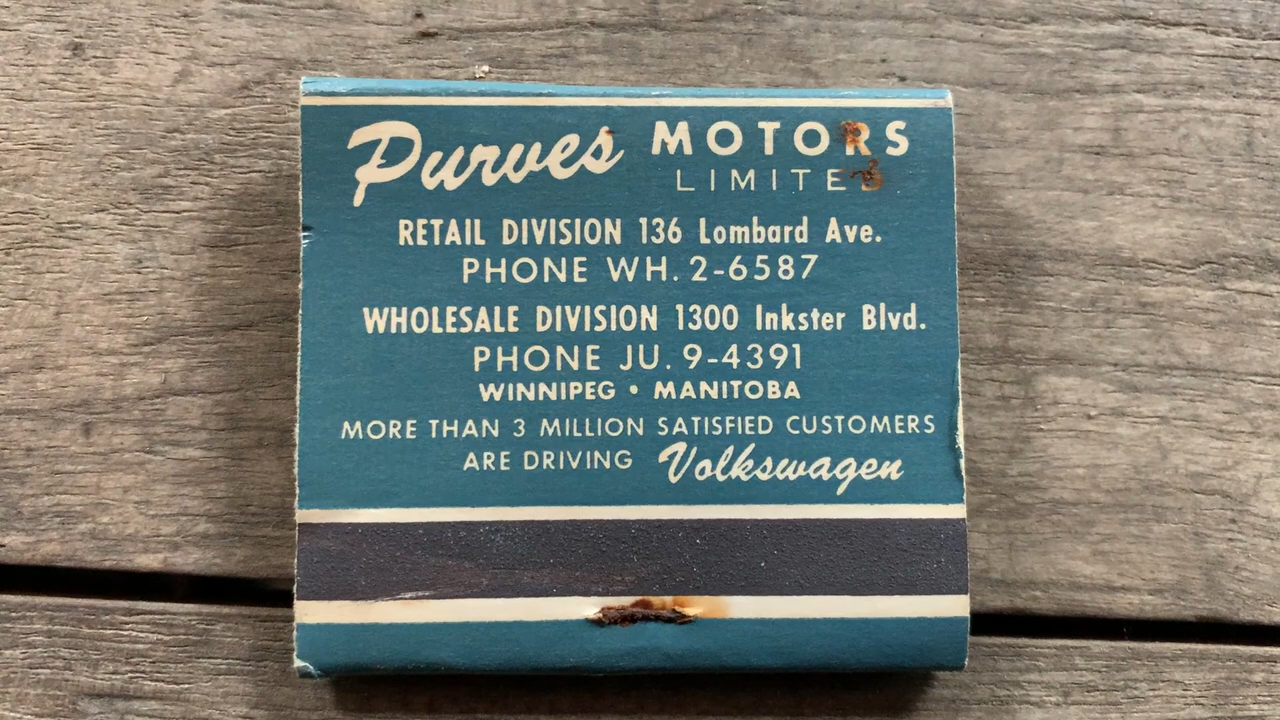 Purves MOTORS
LIMITED
RETAIL DIVISION 136 Lombard Ave.
PHONE WH. 2-6587
WHOLESALE DIVISION 1300 Inkster Blvd.
PHONE JU. 9-4391
WINNIPEG • MANITOBA
MORE THAN 3 MILLION SATISFIED CUSTOMERS
ARE DRIVING Volkswagen